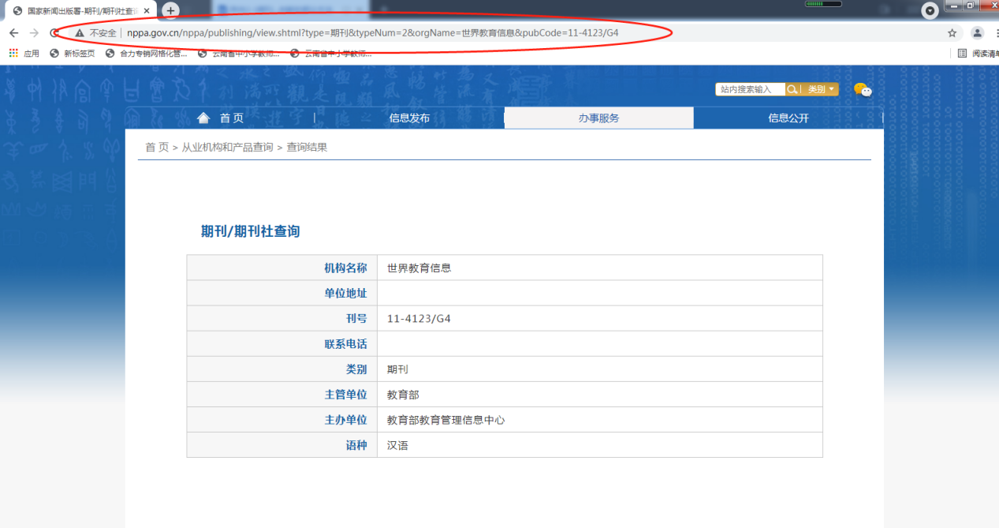 国家新闻出版署-期刊/期刊社查
不安全 | nppa.gov.cn/nppa/publishing/view.shtml?type=期刊&typeNum=2&orgName=世界教育信息&pubCode=11-4123/G4
应用 新标签页 合力专销网格化管... 云南省中小学教师... 云南省中小学教师...
阅读清单
站内搜索输入 类别
首 页 | 信息发布 办事服务 信息公开
首 页 > 从业机构和产品查询 > 查询结果
期刊/期刊社查询
机构名称 世界教育信息
单位地址
刊号 11-4123/G4
联系电话
类别 期刊
主管单位 教育部
主办单位 教育部教育管理信息中心
语种 汉语